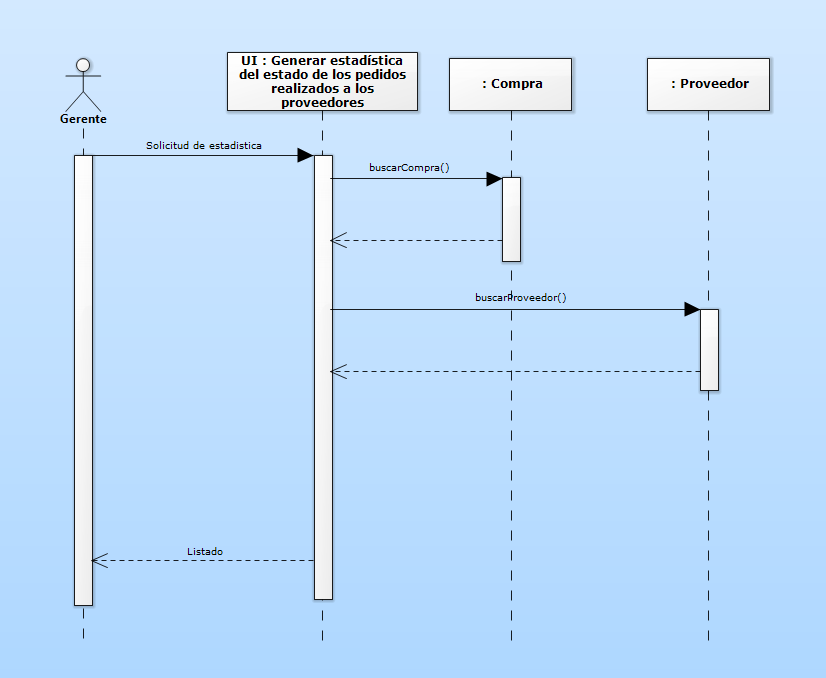 UI : Generar estadística
del estado de los pedidos
realizados a los
proveedores
: Compra
: Proveedor
Gerente
Solicitud de estadistica
buscarCompra()
buscarProveedor()
Listado